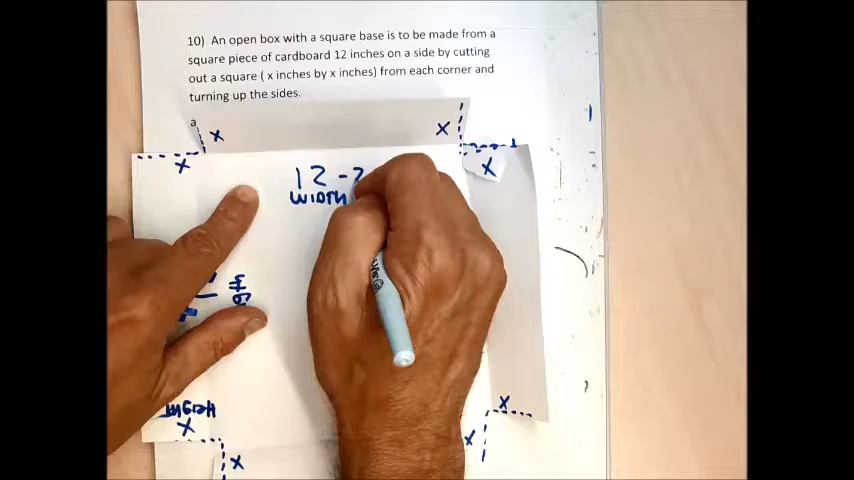 10) An open box with a square base is to be made from a
square piece of cardboard 12 inches on a side by cutting
out a square ( x inches by x inches) from each corner and
turning up the sides.
a
x
x
x
x
12 - 2
WIDTH
HEIGHT
x
x
x
x